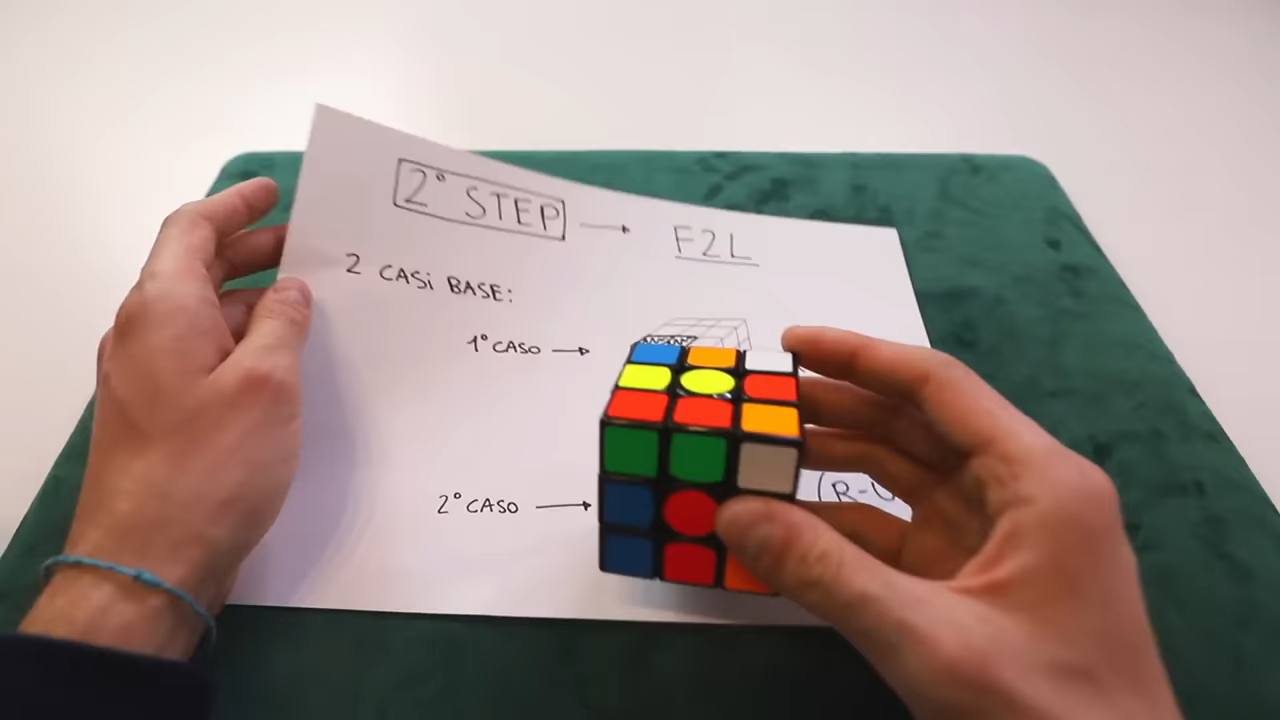 2° STEP → F2L
2 CASi BASE:
1° CASO →
2° CASO →
(R-U